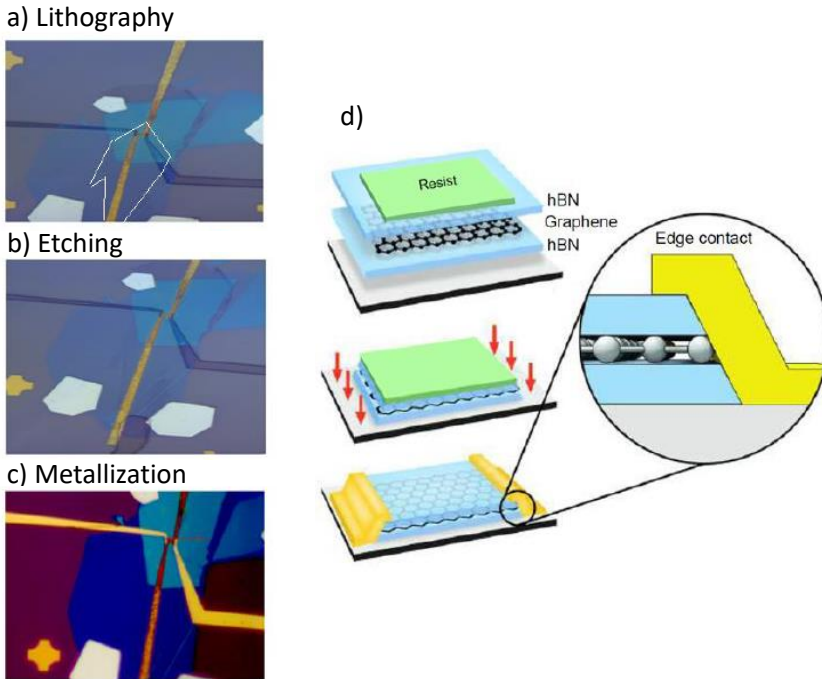 a) Lithography
b) Etching
c) Metallization
d)
Resist
hBN
Graphene
hBN
Edge contact